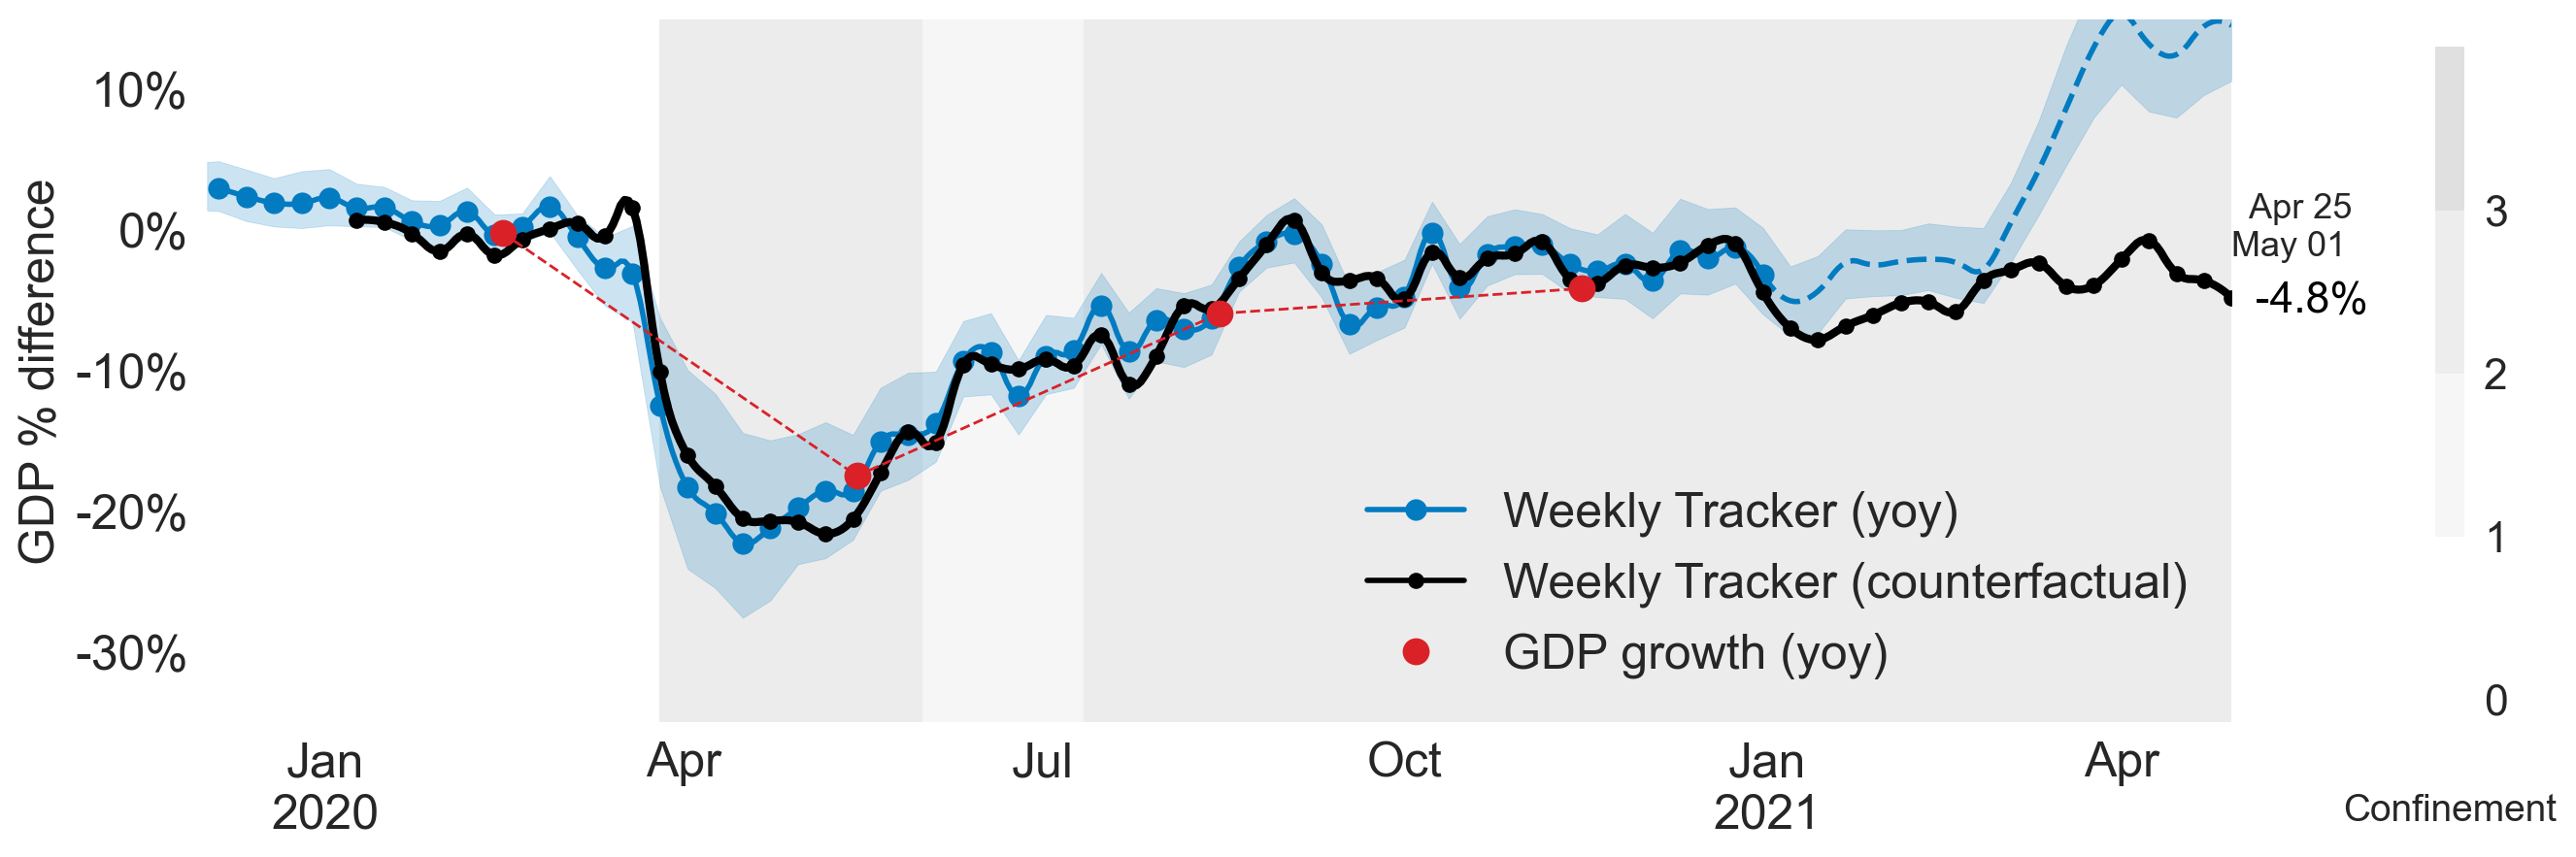 GDP % difference
10%
0%
-10%
-20%
-30%
Jan
2020
Apr
Jul
Oct
Jan
2021
Apr
Weekly Tracker (yoy)
Weekly Tracker (counterfactual)
GDP growth (yoy)
Apr 25
May 01
-4.8%
3
2
1
0
Confinement